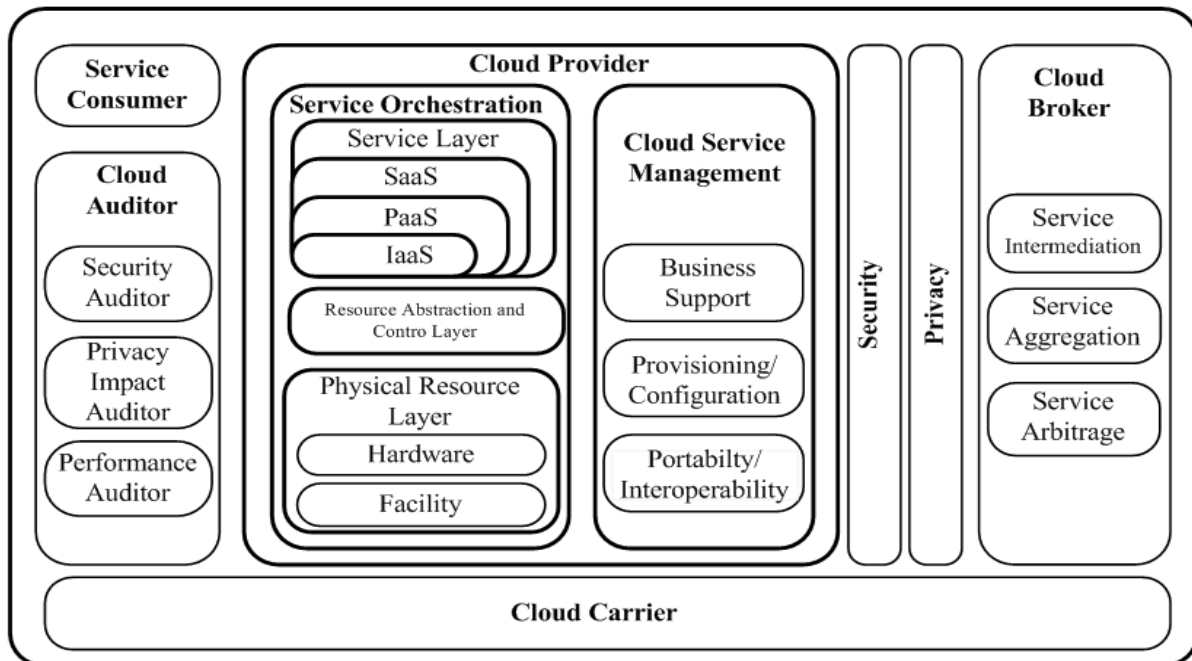 Service
Consumer
Cloud
Auditor
Security
Auditor
Privacy
Impact
Auditor
Performance
Auditor
Cloud Provider
Service Orchestration
Service Layer
SaaS
PaaS
IaaS
Resource Abstraction and
Contro Layer
Physical Resource
Layer
Hardware
Facility
Cloud Service
Management
Business
Support
Provisioning/
Configuration
Portabilty/
Interoperability
Security
Privacy
Cloud
Broker
Service
Intermediation
Service
Aggregation
Service
Arbitrage
Cloud Carrier